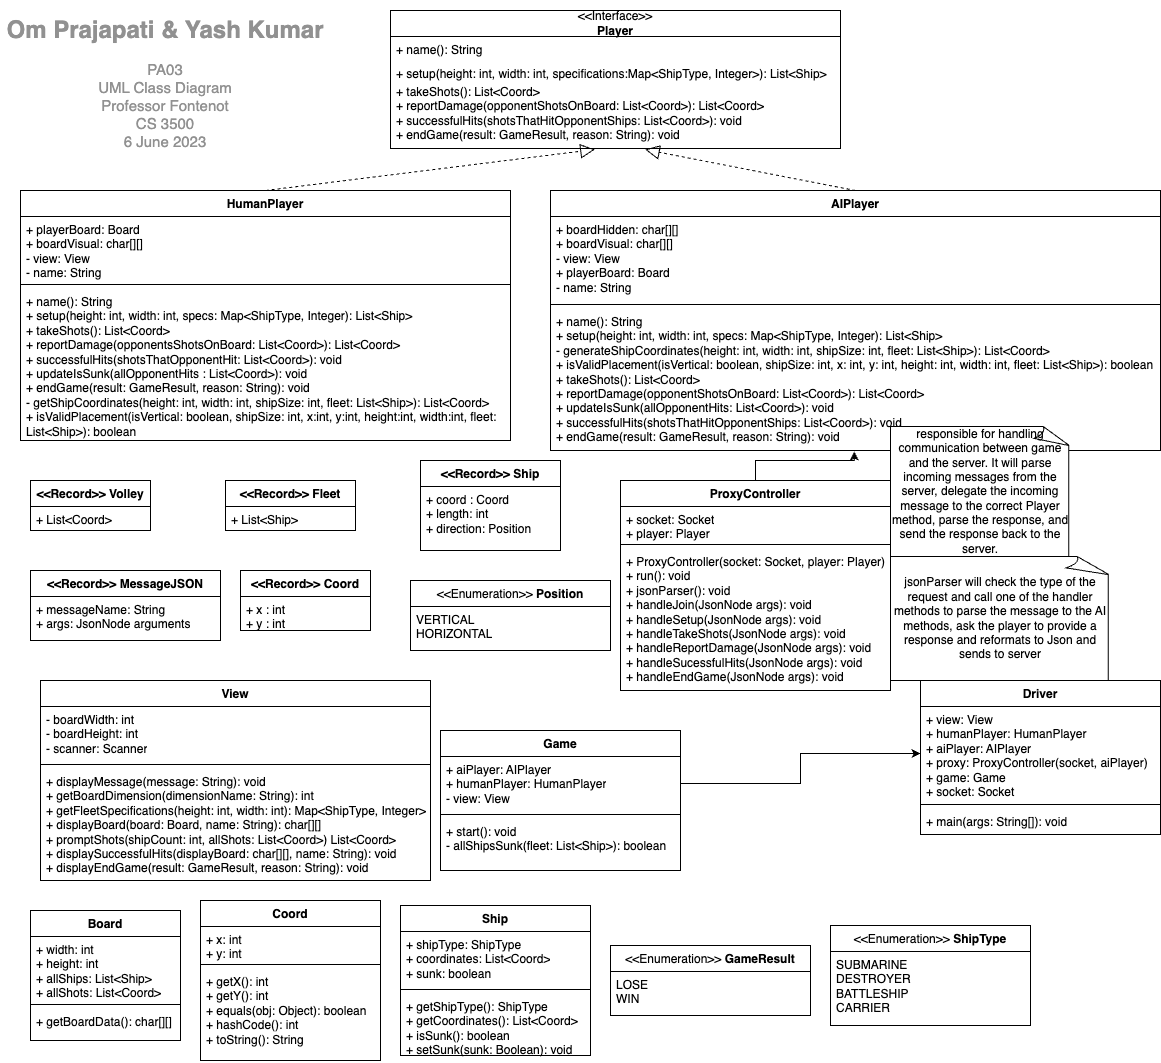 Om Prajapati & Yash Kumar
PA03
UML Class Diagram
Professor Fontenot
CS 3500
6 June 2023
<<Interface>>
Player
+ name(): String
+ setup(height: int, width: int, specifications:Map<ShipType, Integer>): List<Ship>
+ takeShots(): List<Coord>
+ reportDamage(opponentShotsOnBoard: List<Coord>): List<Coord>
+ successfulHits(shotsThatHitOpponentShips: List<Coord>): void
+ endGame(result: GameResult, reason: String): void
HumanPlayer
+ playerBoard: Board
+ boardVisual: char[][]
- view: View
- name: String
+ name(): String
+ setup(height: int, width: int, specs: Map<ShipType, Integer): List<Ship>
+ takeShots(): List<Coord>
+ reportDamage(opponentsShotsOnBoard: List<Coord>): List<Coord>
+ successfulHits(shotsThatOpponentHit: List<Coord>): void
+ updateIsSunk(allOpponentHits : List<Coord>): void
+ endGame(result: GameResult, reason: String): void
- getShipCoordinates(height: int, width: int, shipSize: int, fleet: List<Ship>): List<Coord>
+ isValidPlacement(isVertical: boolean, shipSize: int, x:int, y:int, height:int, width:int, fleet:
List<Ship>): boolean
AIPlayer
+ boardHidden: char[][]
+ boardVisual: char[][]
- view: View
+ playerBoard: Board
- name: String
+ name(): String
+ setup(height: int, width: int, specs: Map<ShipType, Integer): List<Ship>
- generateShipCoordinates(height: int, width: int, shipSize: int, fleet: List<Ship>): List<Coord>
+ isValidPlacement(isVertical: boolean, shipSize: int, x: int, y: int, height: int, width: int, fleet: List<Ship>): boolean
+ takeShots(): List<Coord>
+ reportDamage(opponentShotsOnBoard: List<Coord>): List<Coord>
+ updateIsSunk(allOpponentHits: List<Coord>): void
+ successfulHits(shotsThatHitOpponentShips: List<Coord>): void
+ endGame(result: GameResult, reason: String): void
responsible for handling
communication between game
and the server. It will parse
incoming messages from the
server, delegate the incoming
message to the correct Player
method, parse the response, and
send the response back to the
server.
<<Record>> Volley
+ List<Coord>
<<Record>> Fleet
+ List<Ship>
<<Record>> Ship
+ coord : Coord
+ length: int
+ direction: Position
ProxyController
+ socket: Socket
+ player: Player
+ ProxyController(socket: Socket, player: Player)
+ run(): void
+ jsonParser(): void
+ handleJoin(JsonNode args): void
+ handleSetup(JsonNode args): void
+ handleTakeShots(JsonNode args): void
+ handleReportDamage(JsonNode args): void
+ handleSucessfulHits(JsonNode args): void
+ handleEndGame(JsonNode args): void
jsonParser will check the type of the
request and call one of the handler
methods to parse the message to the AI
methods, ask the player to provide a
response and reformats to Json and
sends to server
<<Record>> MessageJSON
+ messageName: String
+ args: JsonNode arguments
<<Record>> Coord
+ x : int
+ y : int
<<Enumeration>> Position
VERTICAL
HORIZONTAL
View
- boardWidth: int
- boardHeight: int
- scanner: Scanner
+ displayMessage(message: String): void
+ getBoardDimension(dimensionName: String): int
+ getFleetSpecifications(height: int, width: int): Map<ShipType, Integer>
+ displayBoard(board: Board, name: String): char[][]
+ promptShots(shipCount: int, allShots: List<Coord>) List<Coord>
+ displaySuccessfulHits(displayBoard: char[][], name: String): void
+ displayEndGame(result: GameResult, reason: String): void
Game
+ aiPlayer: AIPlayer
+ humanPlayer: HumanPlayer
- view: View
+ start(): void
- allShipsSunk(fleet: List<Ship>): boolean
Driver
+ view: View
+ humanPlayer: HumanPlayer
+ aiPlayer: AIPlayer
+ proxy: ProxyController(socket, aiPlayer)
+ game: Game
+ socket: Socket
+ main(args: String[]): void
Board
+ width: int
+ height: int
+ allShips: List<Ship>
+ allShots: List<Coord>
+ getBoardData(): char[][]
Coord
+ x: int
+ y: int
+ getX(): int
+ getY(): int
+ equals(obj: Object): boolean
+ hashCode(): int
+ toString(): String
Ship
+ shipType: ShipType
+ coordinates: List<Coord>
+ sunk: boolean
+ getShipType(): ShipType
+ getCoordinates(): List<Coord>
+ isSunk(): boolean
+ setSunk(sunk: Boolean): void
<<Enumeration>> GameResult
LOSE
WIN
<<Enumeration>> ShipType
SUBMARINE
DESTROYER
BATTLESHIP
CARRIER